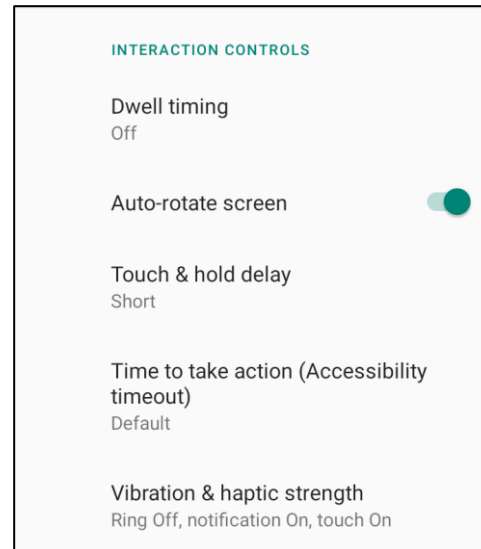 INTERACTION CONTROLS
Dwell timing
Off
Auto-rotate screen
Touch & hold delay
Short
Time to take action (Accessibility
timeout)
Default
Vibration & haptic strength
Ring Off, notification On, touch On